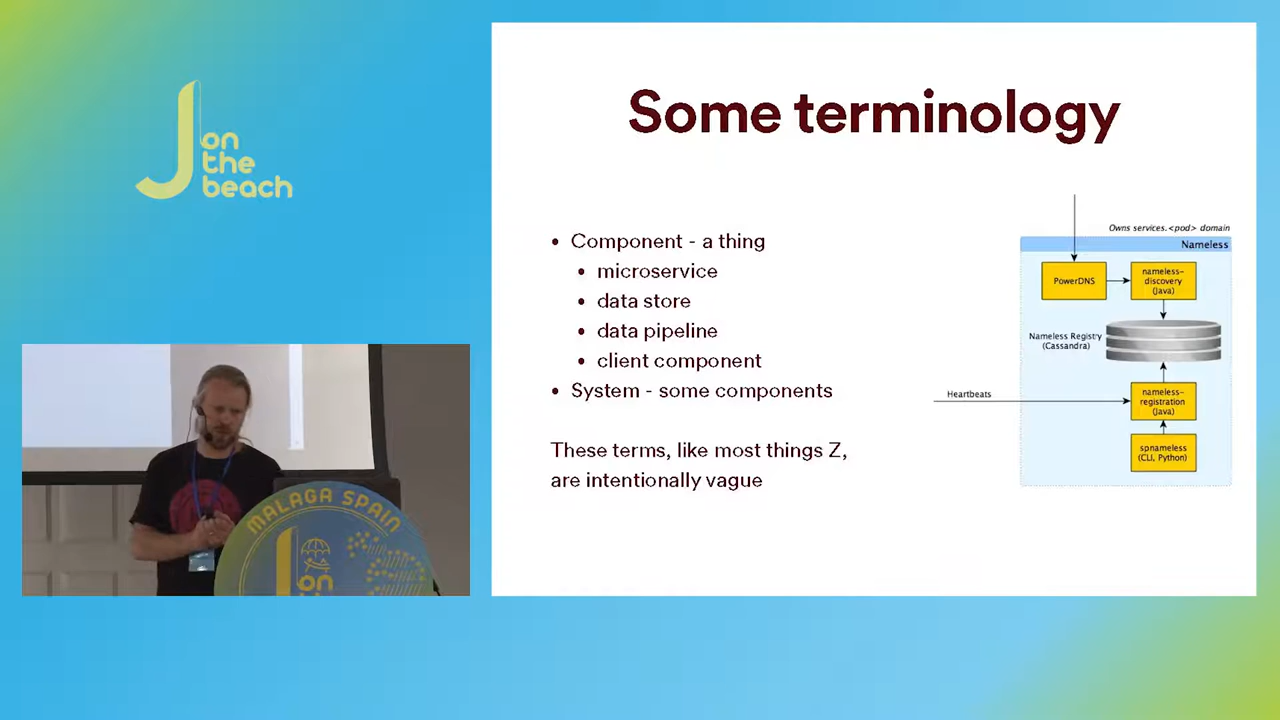 J on
the
beach
Some terminology
• Component - a thing
• microservice
• data store
• data pipeline
• client component
• System - some components
These terms, like most things Z,
are intentionally vague
Owns services.<pod> domain
Nameless
PowerDNS
nameless-
discovery
(Java)
Nameless Registry
(Cassandra)
Heartbeats
nameless-
registration
(Java)
spnameless
(CLI, Python)
MALAGA SPAIN
J on